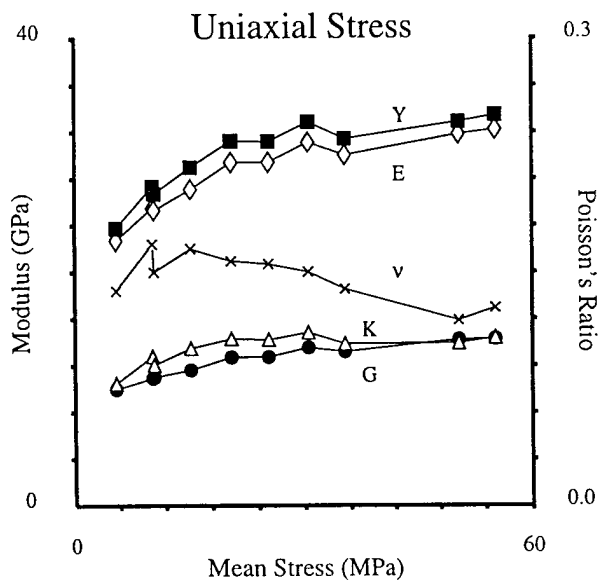 Uniaxial Stress
40
0.3
Y
E
ν
K
G
Modulus (GPa)
Poisson's Ratio
0
0.0
0
60
Mean Stress (MPa)